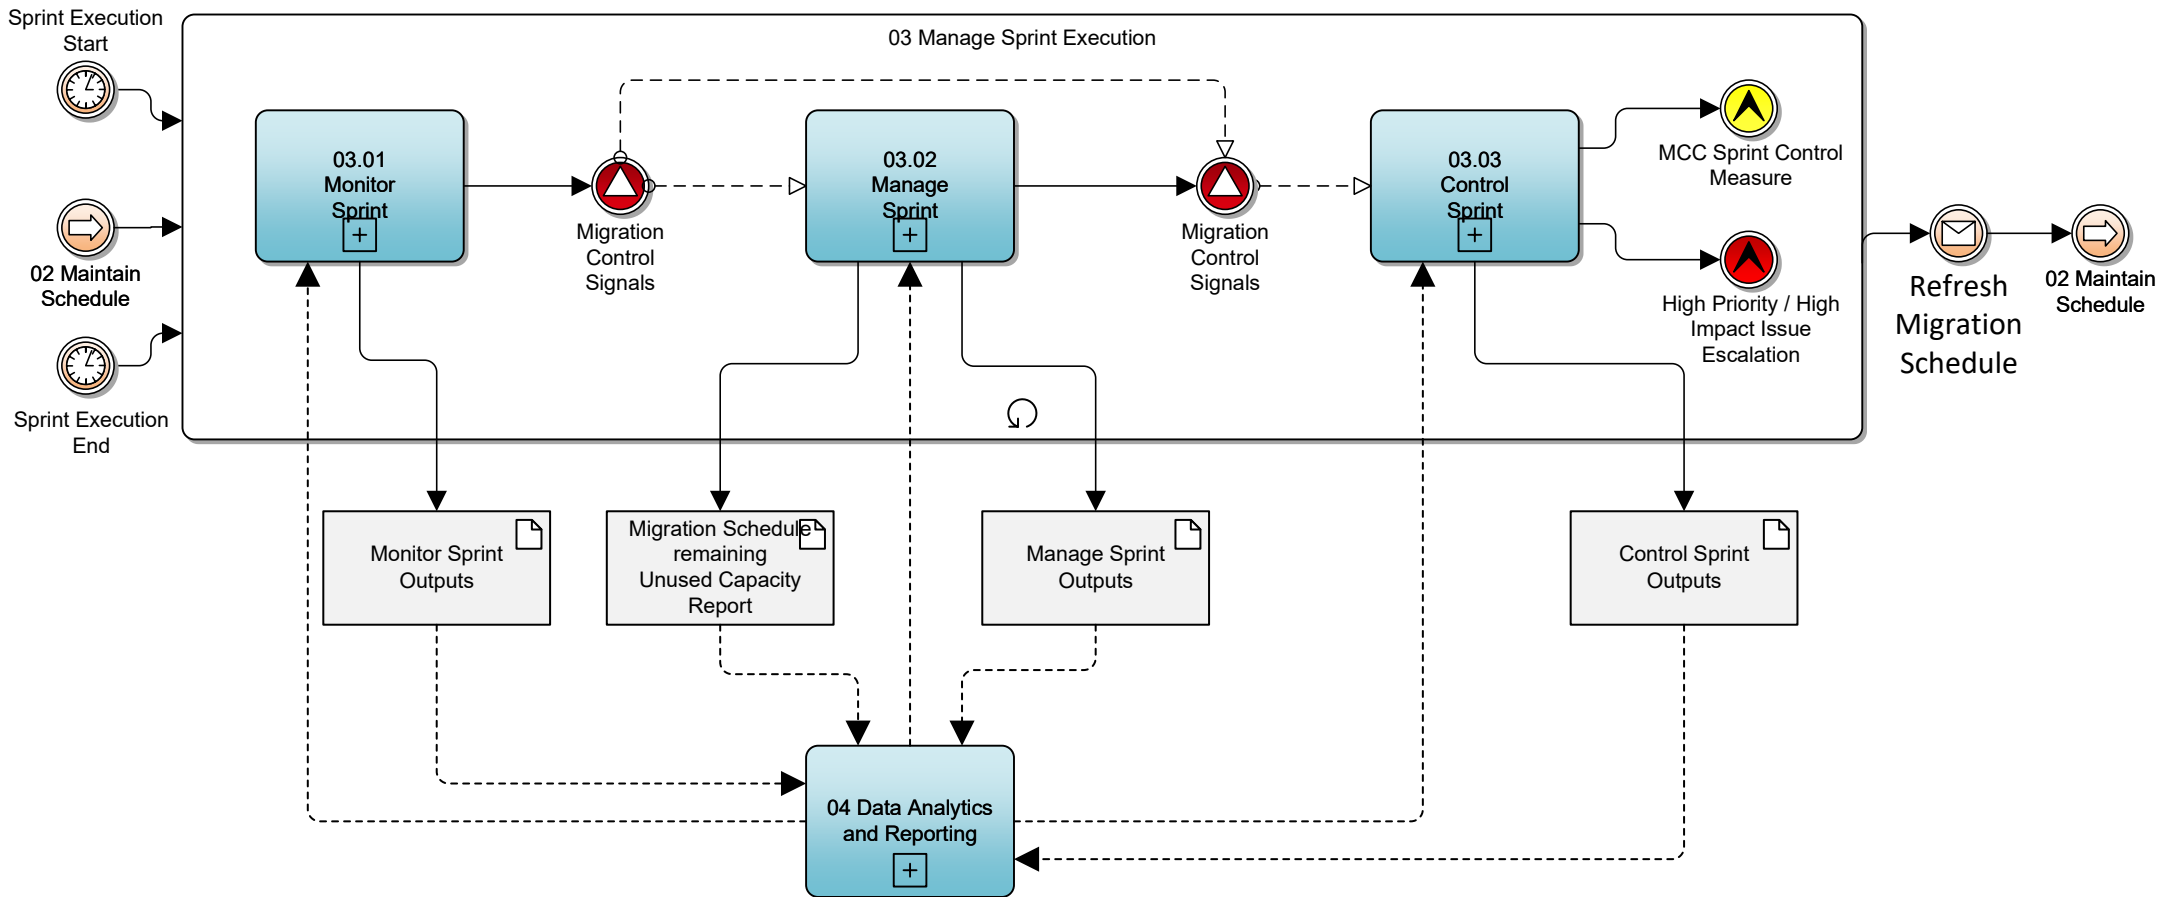 Sprint Execution
Start
03 Manage Sprint Execution
03.01
Monitor
Sprint
Migration
Control
Signals
03.02
Manage
Sprint
Migration
Control
Signals
03.03
Control
Sprint
MCC Sprint Control
Measure
High Priority / High
Impact Issue
Escalation
02 Maintain
Schedule
Sprint Execution
End
Refresh
Migration
Schedule
02 Maintain
Schedule
Monitor Sprint
Outputs
Migration Schedule
remaining
Unused Capacity
Report
Manage Sprint
Outputs
Control Sprint
Outputs
04 Data Analytics
and Reporting